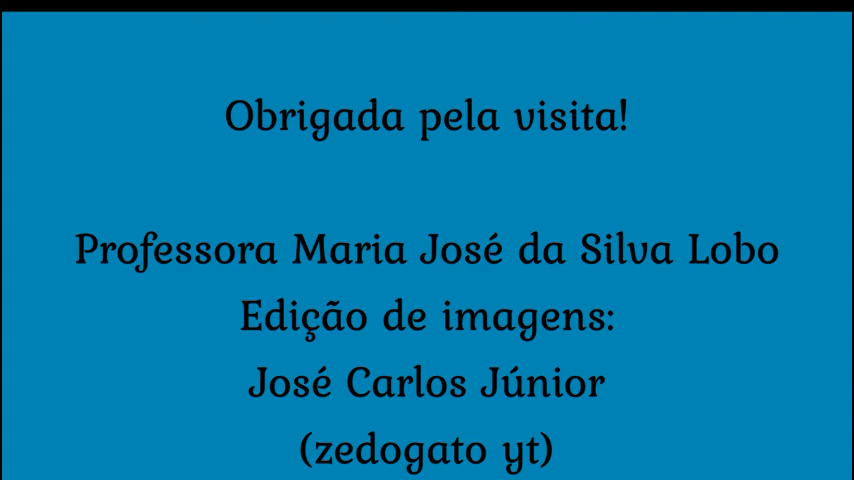 Obrigada pela visita!
Professora Maria José da Silva Lobo
Edição de imagens:
José Carlos Júnior
(zedogato yt)